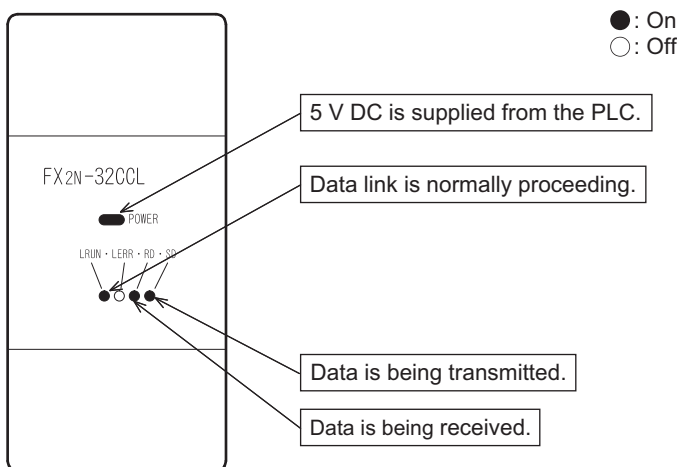 ●: On
○: Off
5 V DC is supplied from the PLC.
FX2N-32CCL
Data link is normally proceeding.
POWER
LRUN・LERR・RD・SD
Data is being transmitted.
Data is being received.